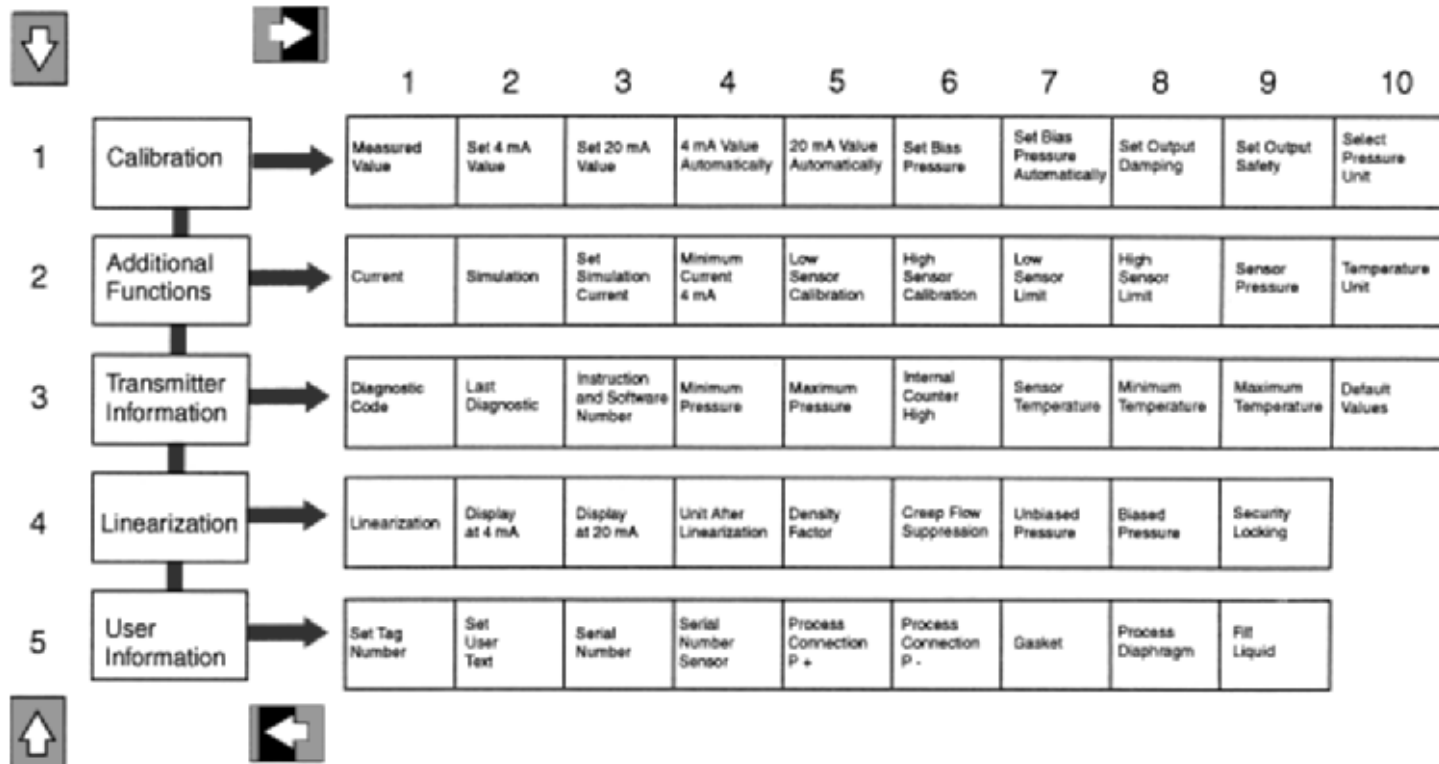 1 2 3 4 5 6 7 8 9 10
1
Calibration
Measured
Value
Set 4 mA
Value
Set 20 mA
Value
4 mA Value
Automatically
20 mA Value
Automatically
Set Bias
Pressure
Set Bias
Pressure
Automatically
Set Output
Damping
Set Output
Safety
Select
Pressure
Unit
2
Additional
Functions
Current
Simulation
Set
Simulation
Current
Minimum
Current
4 mA
Low
Sensor
Calibration
High
Sensor
Calibration
Low
Sensor
Limit
High
Sensor
Limit
Sensor
Pressure
Temperature
Unit
3
Transmitter
Information
Diagnostic
Code
Last
Diagnostic
Instruction
and Software
Number
Minimum
Pressure
Maximum
Pressure
Internal
Counter
High
Sensor
Temperature
Minimum
Temperature
Maximum
Temperature
Default
Values
4
Linearization
Linearization
Display
at 4 mA
Display
at 20 mA
Unit After
Linearization
Density
Factor
Creep Flow
Suppression
Unbiased
Pressure
Biased
Pressure
Security
Locking
5
User
Information
Set Tag
Number
Set
User
Text
Serial
Number
Serial
Number
Sensor
Process
Connection
P +
Process
Connection
P -
Gasket
Process
Diaphragm
Fill
Liquid